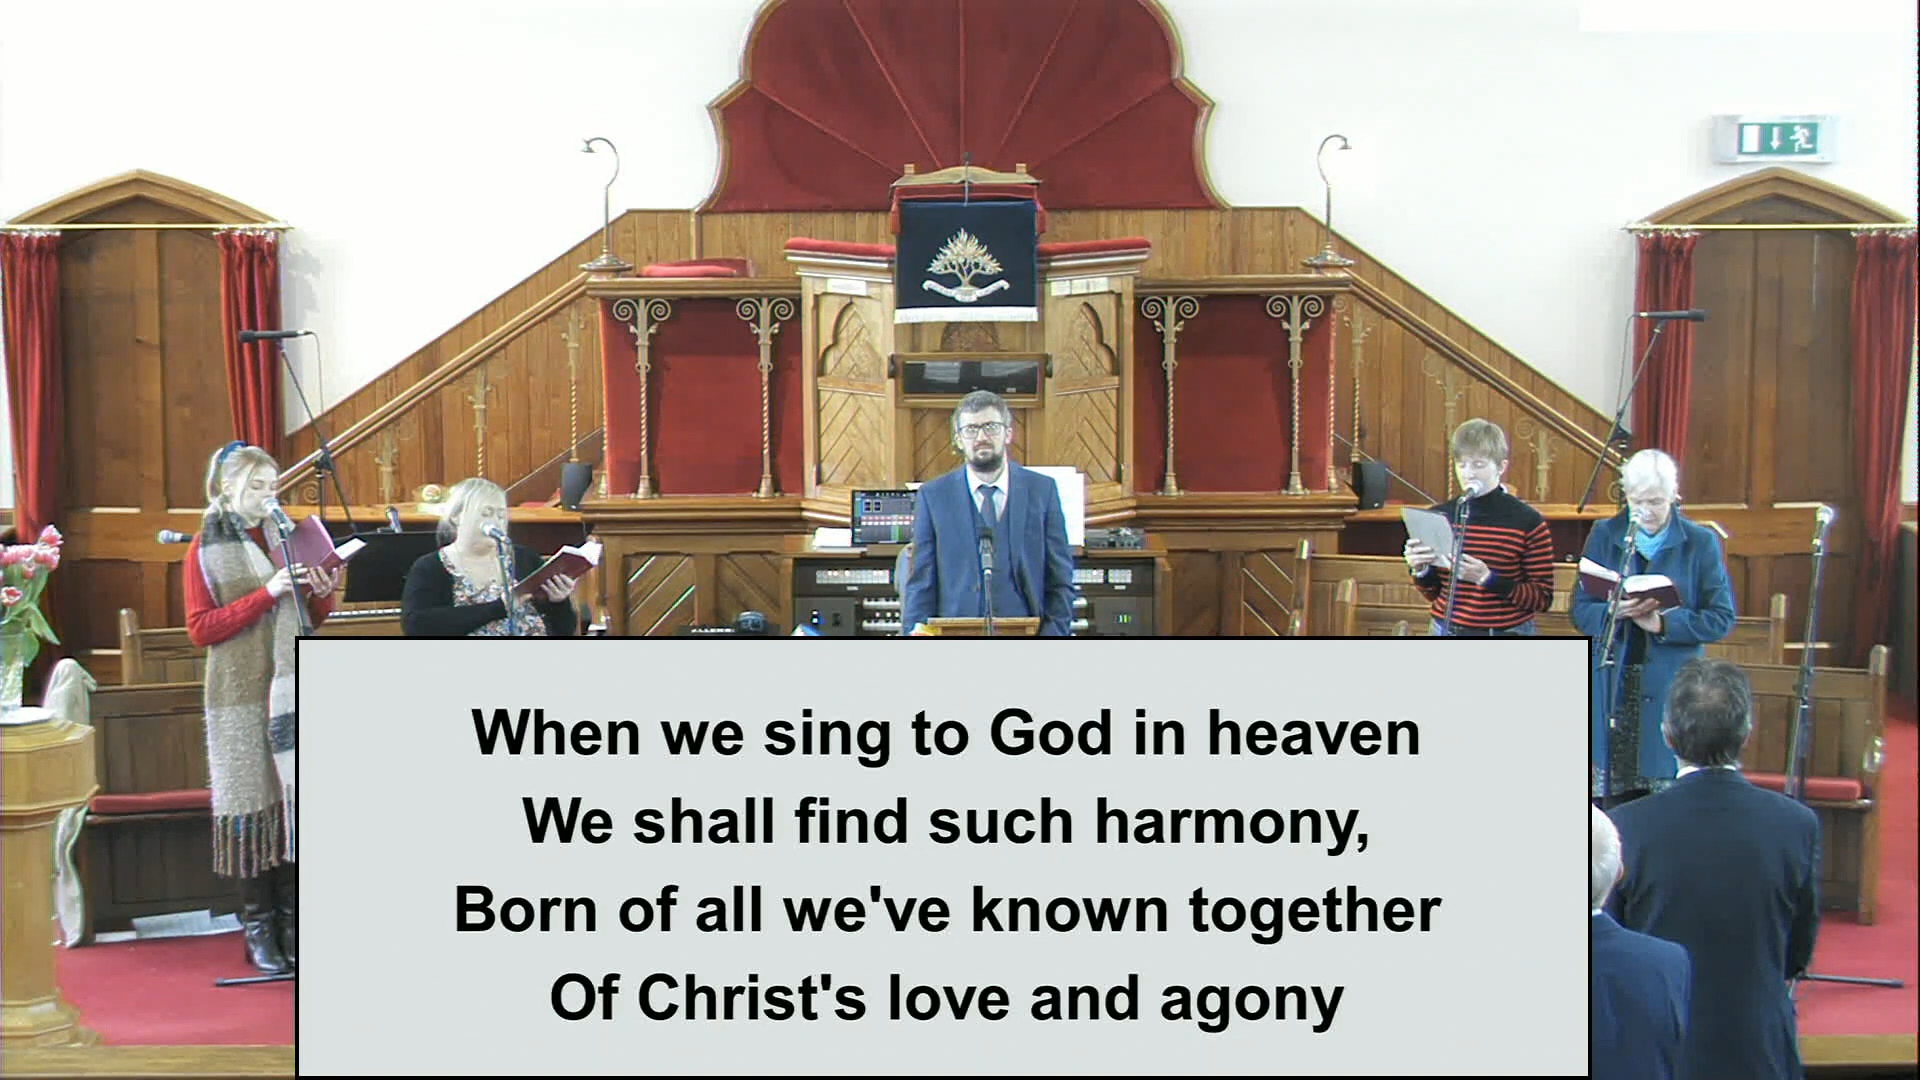 When we sing to God in heaven
We shall find such harmony,
Born of all we've known together
Of Christ's love and agony